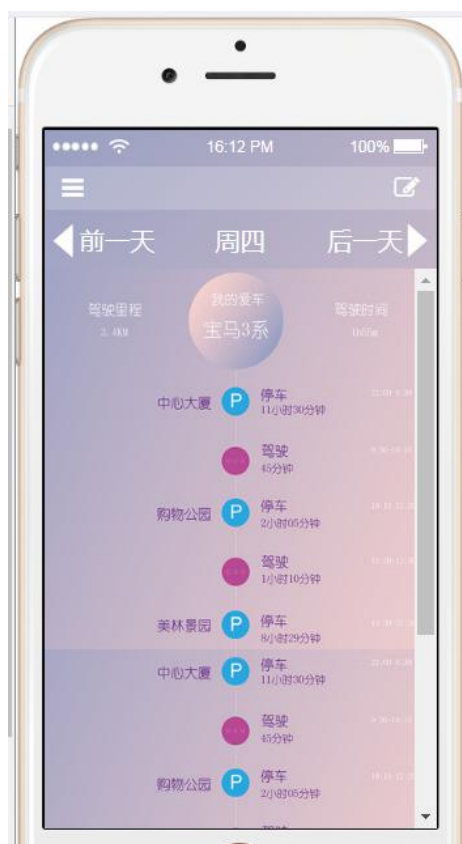 16:12 PM
100%
前一天
周四
后一天
我的爱车
宝马3系
驾驶里程
驾驶时间
中心大厦
P
停车
11小时30分钟
驾驶
45分钟
购物公园
P
停车
2小时05分钟
驾驶
1小时10分钟
美林景园
P
停车
8小时29分钟
中心大厦
P
停车
11小时30分钟
驾驶
45分钟
购物公园
P
停车
2小时05分钟